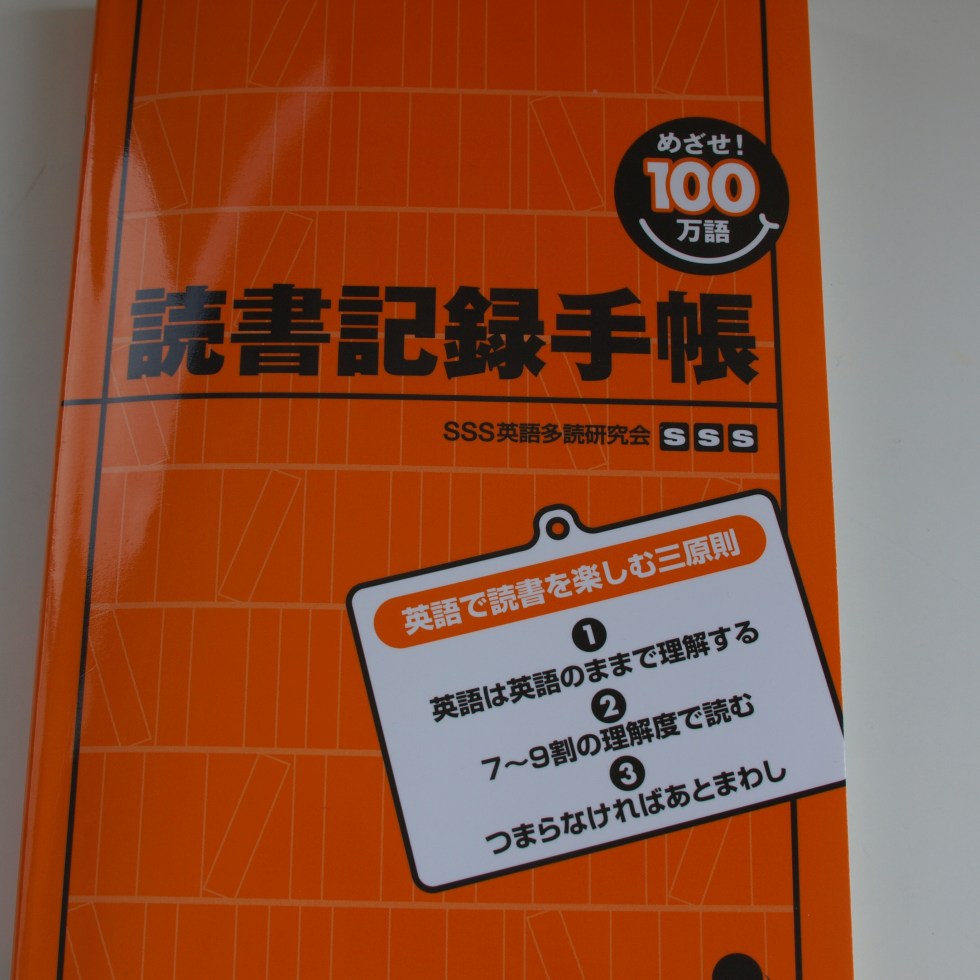 めざせ!
100
万語
読書記録手帳
SSS英語多読研究会 SSS
英語で読書を楽しむ三原則
1
英語は英語のままで理解する
2
7〜9割の理解度で読む
3
つまらなければあとまわし